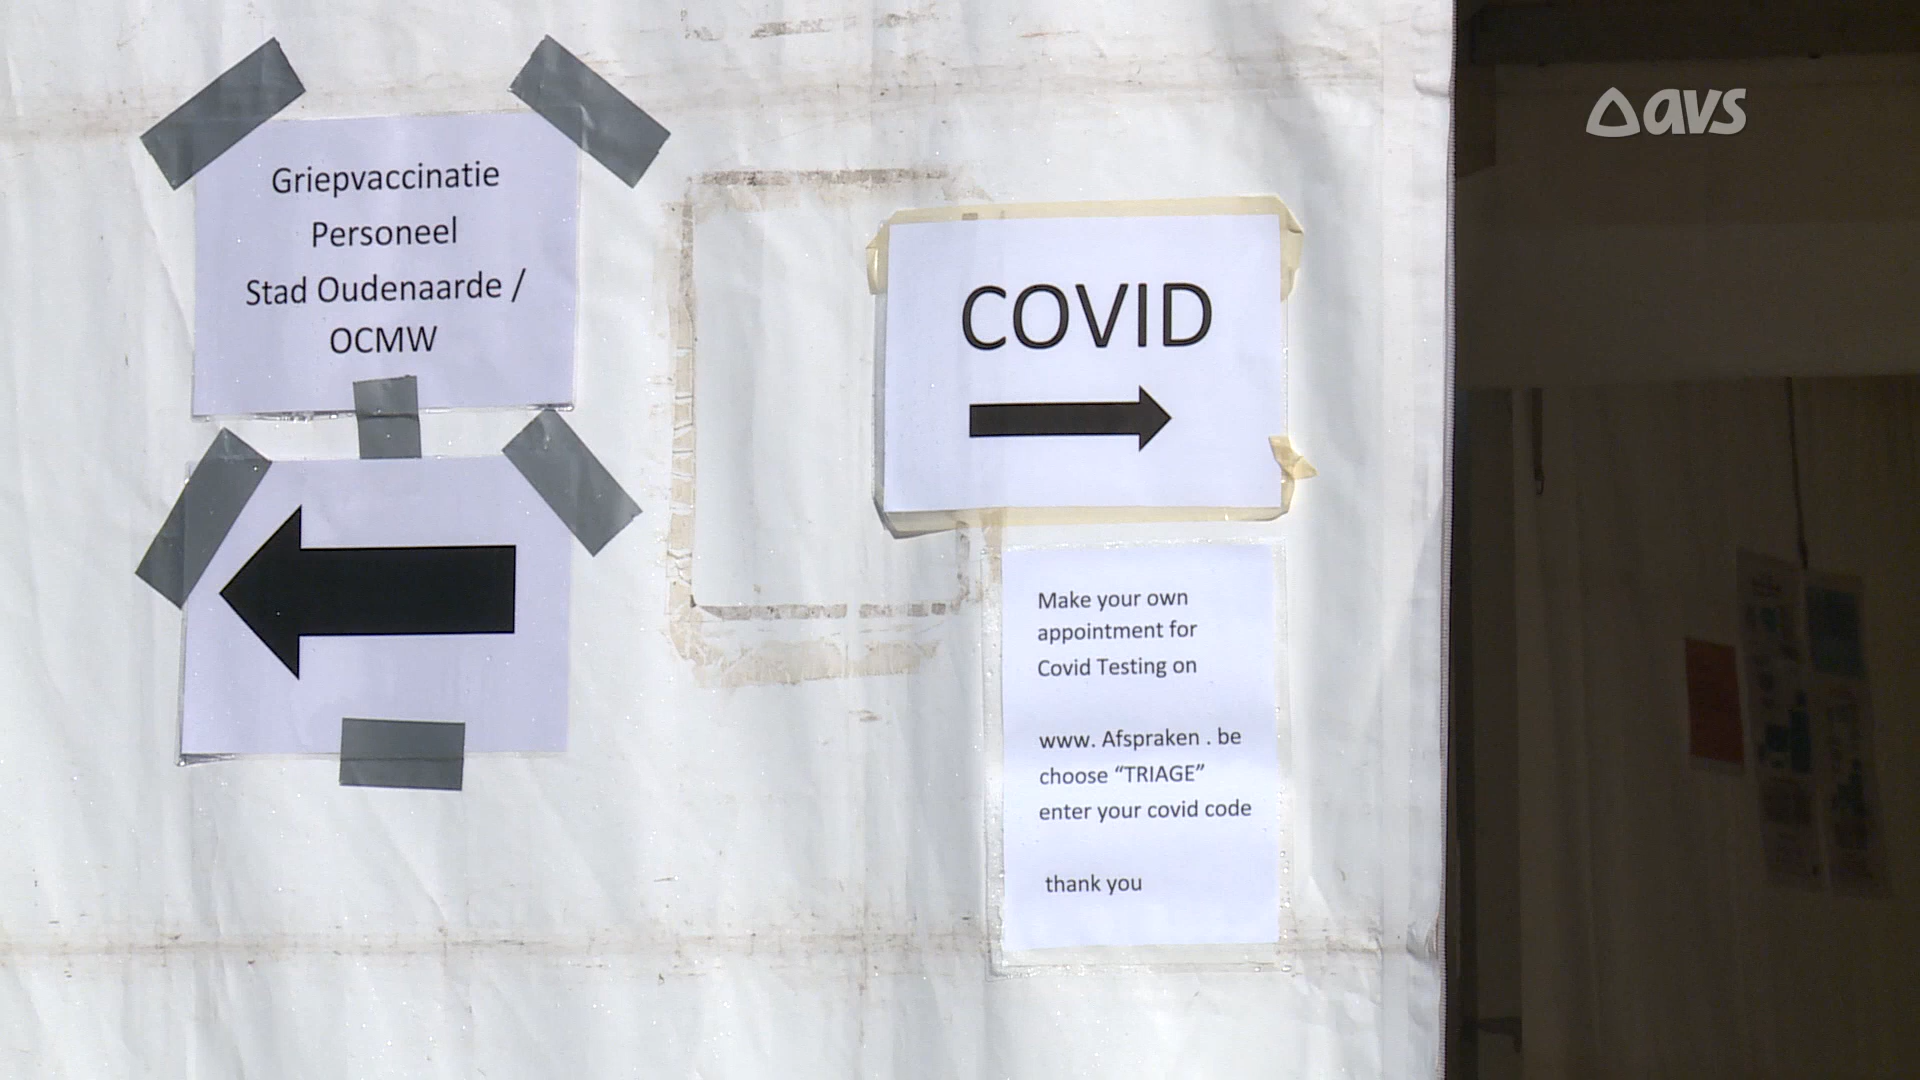 Griepvaccinatie
Personeel
Stad Oudenaarde /
OCMW
COVID
Make your own
appointment for
Covid Testing on
www. Afspraken . be
choose “TRIAGE”
enter your covid code
thank you
avs